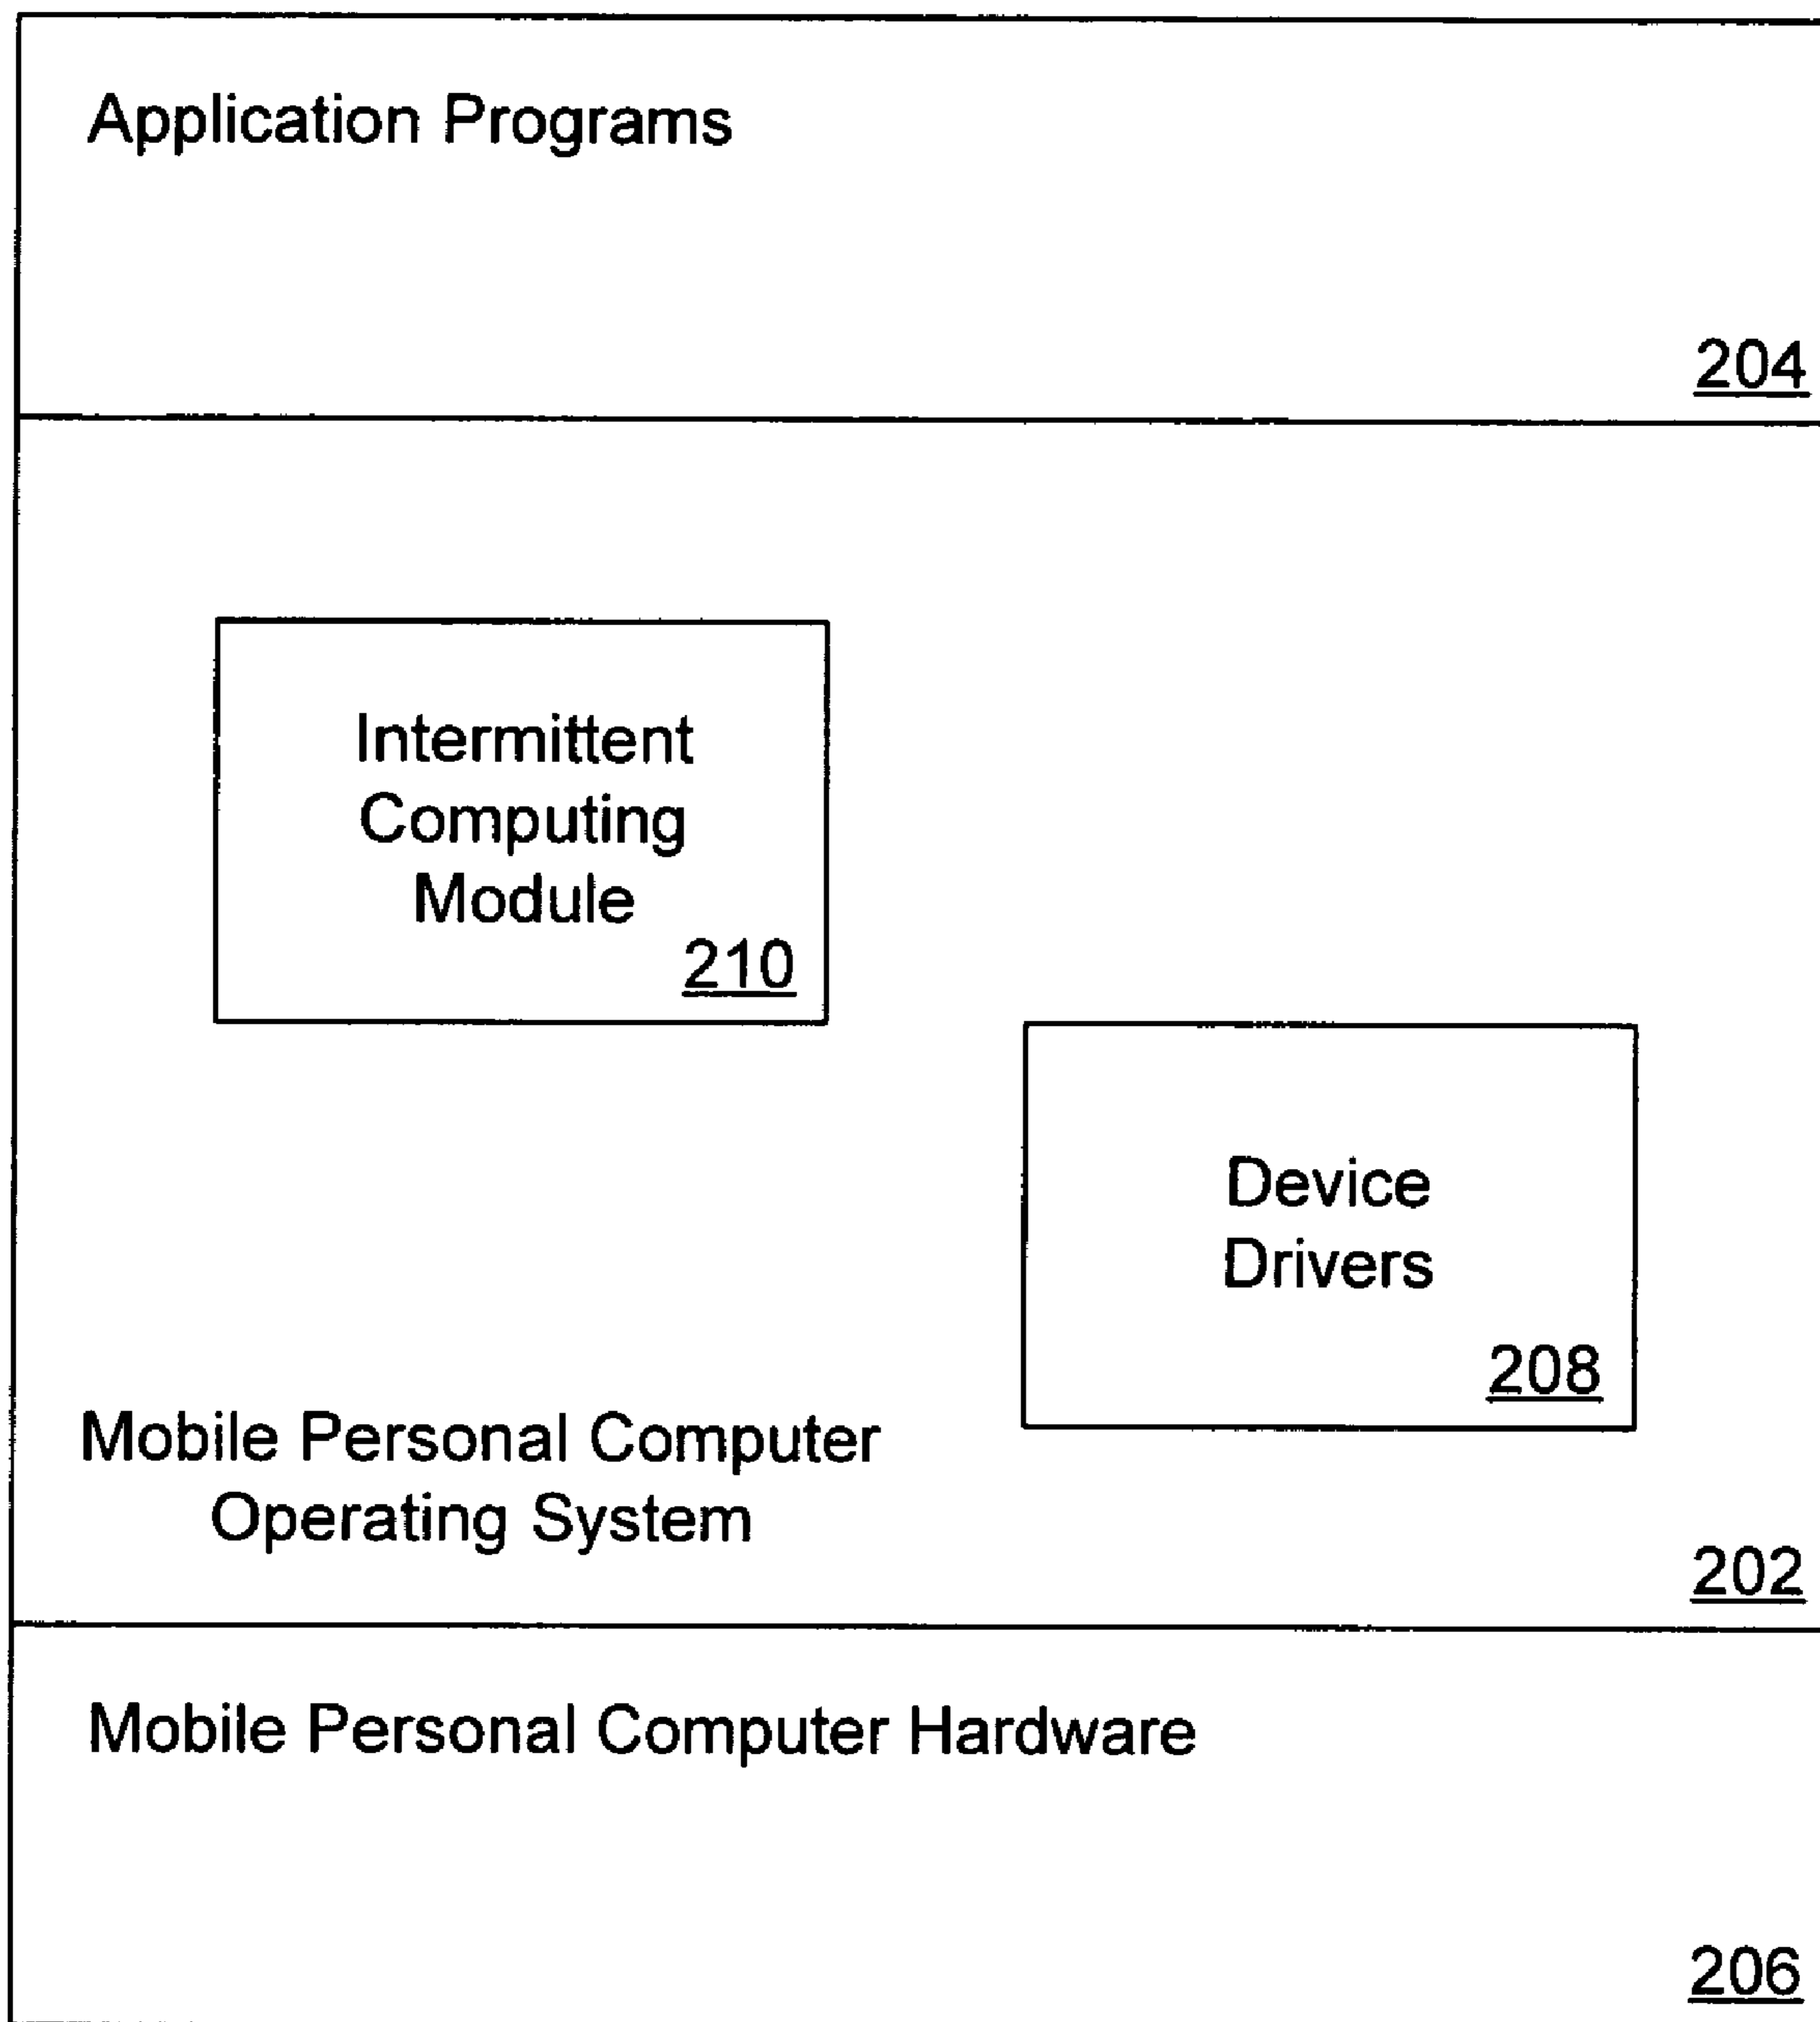 Application Programs
204
Intermittent
Computing
Module
210
Device
Drivers
208
Mobile Personal Computer
Operating System
202
Mobile Personal Computer Hardware
206